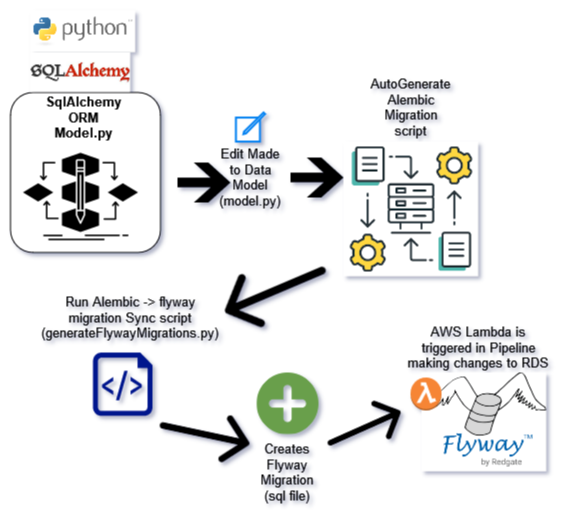 python™
SQLAlchemy
SqlAlchemy
ORM
Model.py
Edit Made
to Data
Model
(model.py)
AutoGenerate
Alembic
Migration
script
Run Alembic -> flyway
migration Sync script
(generateFlywayMigrations.py)
</>
Creates
Flyway
Migration
(sql file)
AWS Lambda is
triggered in Pipeline
making changes to RDS
λ
Flyway™
by Redgate